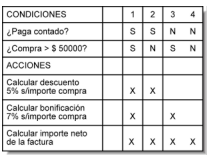 CONDICIONES 1 2 3 4
¿Paga contado? S S N N
¿Compra > $ 50000? S N S N
ACCIONES
Calcular descuento
5% s/importe compra X X
Calcular bonificación
7% s/importe compra X X
Calcular importe neto
de la factura X X X X